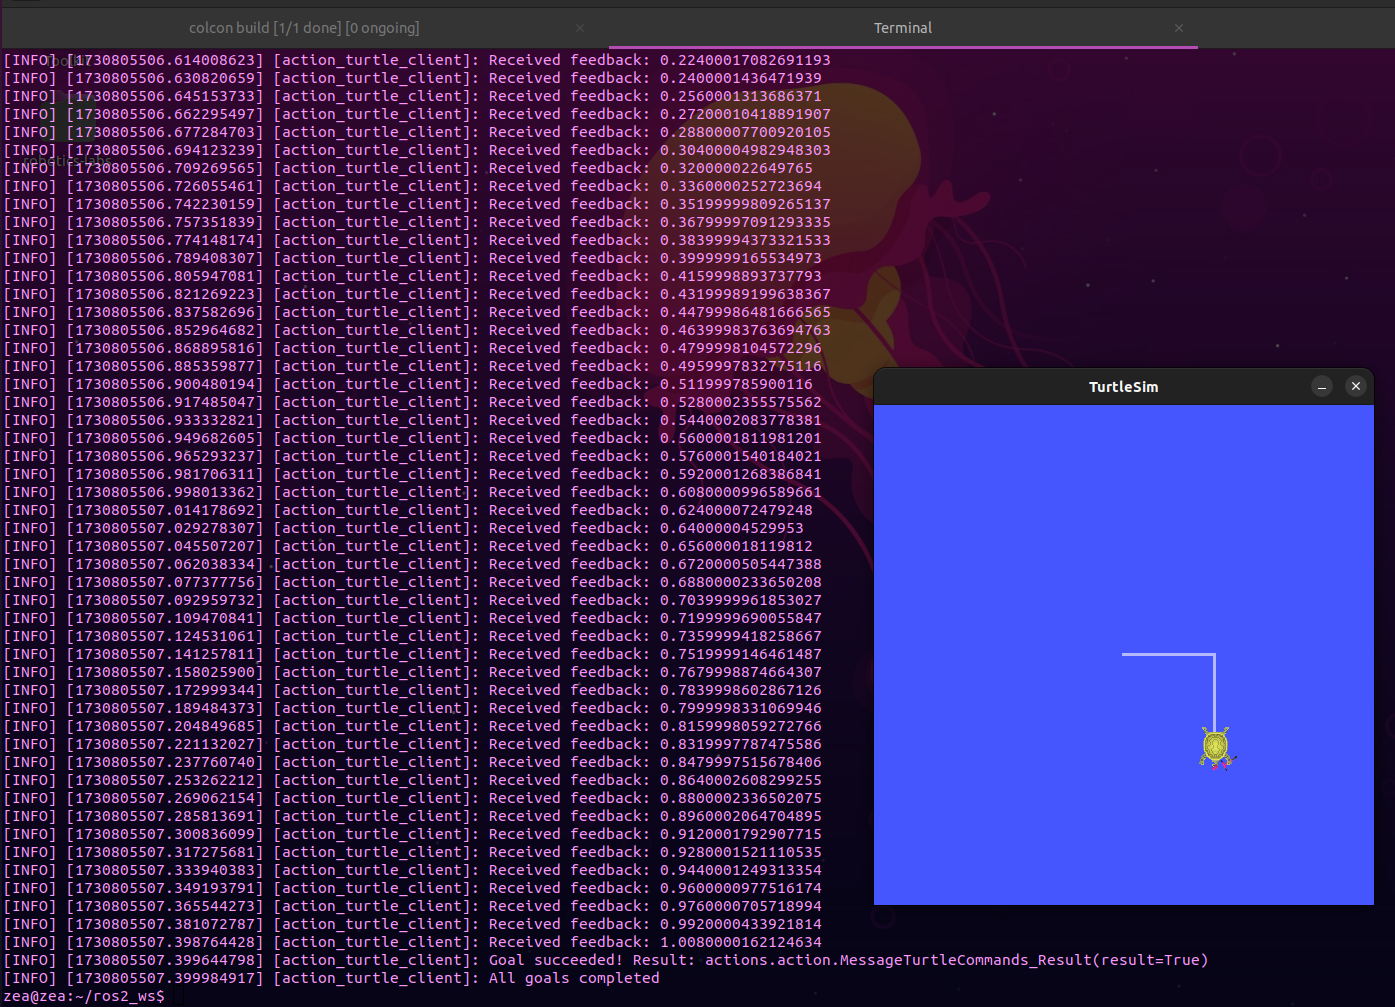 colcon build [1/1 done] [0 ongoing]
Terminal
[INFO] [1730805506.614008623] [action_turtle_client]: Received feedback: 0.22400017082691193
[INFO] [1730805506.630820659] [action_turtle_client]: Received feedback: 0.2400001436471939
[INFO] [1730805506.645153733] [action_turtle_client]: Received feedback: 0.2560001313686371
[INFO] [1730805506.662295497] [action_turtle_client]: Received feedback: 0.27200010418891907
[INFO] [1730805506.677284703] [action_turtle_client]: Received feedback: 0.288000077009201​05
[INFO] [1730805506.694123239] [action_turtle_client]: Received feedback: 0.30400004982948303
[INFO] [1730805506.709269565] [action_turtle_client]: Received feedback: 0.320000022649765
[INFO] [1730805506.726055461] [action_turtle_client]: Received feedback: 0.3360000252723694
[INFO] [1730805506.742230159] [action_turtle_client]: Received feedback: 0.35199999809265137
[INFO] [1730805506.757351839] [action_turtle_client]: Received feedback: 0.36799997091293335
[INFO] [1730805506.774148174] [action_turtle_client]: Received feedback: 0.38399994373321533
[INFO] [1730805506.789408307] [action_turtle_client]: Received feedback: 0.3999999165534973
[INFO] [1730805506.805947081] [action_turtle_client]: Received feedback: 0.4159998893737793
[INFO] [1730805506.821269223] [action_turtle_client]: Received feedback: 0.43199989199638367
[INFO] [1730805506.837582696] [action_turtle_client]: Received feedback: 0.44799986481666565
[INFO] [1730805506.852964682] [action_turtle_client]: Received feedback: 0.46399983763694763
[INFO] [1730805506.868895816] [action_turtle_client]: Received feedback: 0.4799998104572296
[INFO] [1730805506.885359877] [action_turtle_client]: Received feedback: 0.4959997832775116
[INFO] [1730805506.900480194] [action_turtle_client]: Received feedback: 0.511999785900116
[INFO] [1730805506.917485047] [action_turtle_client]: Received feedback: 0.5280002355575562
[INFO] [1730805506.933332821] [action_turtle_client]: Received feedback: 0.5440002083778381
[INFO] [1730805506.949682605] [action_turtle_client]: Received feedback: 0.5600001811981201
[INFO] [1730805506.965293237] [action_turtle_client]: Received feedback: 0.5760001540184021
[INFO] [1730805506.981706311] [action_turtle_client]: Received feedback: 0.5920001268386841
[INFO] [1730805506.998013362] [action_turtle_client]: Received feedback: 0.6080000996589661
[INFO] [1730805507.014178692] [action_turtle_client]: Received feedback: 0.624000072479248
[INFO] [1730805507.029278307] [action_turtle_client]: Received feedback: 0.64000004529953
[INFO] [1730805507.045507207] [action_turtle_client]: Received feedback: 0.656000018119812
[INFO] [1730805507.062038334] [action_turtle_client]: Received feedback: 0.6720000505447388
[INFO] [1730805507.077377756] [action_turtle_client]: Received feedback: 0.6880000233650208
[INFO] [1730805507.092959732] [action_turtle_client]: Received feedback: 0.7039999961853027
[INFO] [1730805507.109470841] [action_turtle_client]: Received feedback: 0.7199999690055847
[INFO] [1730805507.124531061] [action_turtle_client]: Received feedback: 0.7359999418258667
[INFO] [1730805507.141257811] [action_turtle_client]: Received feedback: 0.7519999146461487
[INFO] [1730805507.158025900] [action_turtle_client]: Received feedback: 0.7679998874664307
[INFO] [1730805507.172999344] [action_turtle_client]: Received feedback: 0.7839998602867126
[INFO] [1730805507.189484373] [action_turtle_client]: Received feedback: 0.7999998331069946
[INFO] [1730805507.204849685] [action_turtle_client]: Received feedback: 0.8159998059272766
[INFO] [1730805507.221132027] [action_turtle_client]: Received feedback: 0.8319997787475586
[INFO] [1730805507.237760740] [action_turtle_client]: Received feedback: 0.8479997515678406
[INFO] [1730805507.253262212] [action_turtle_client]: Received feedback: 0.8640002608299255
[INFO] [1730805507.269062154] [action_turtle_client]: Received feedback: 0.8800002336502075
[INFO] [1730805507.285813691] [action_turtle_client]: Received feedback: 0.8960002064704895
[INFO] [1730805507.300836099] [action_turtle_client]: Received feedback: 0.9120001792907715
[INFO] [1730805507.317275681] [action_turtle_client]: Received feedback: 0.9280001521110535
[INFO] [1730805507.333940383] [action_turtle_client]: Received feedback: 0.9440001249313354
[INFO] [1730805507.349193791] [action_turtle_client]: Received feedback: 0.9600000977516174
[INFO] [1730805507.365544273] [action_turtle_client]: Received feedback: 0.9760000705718994
[INFO] [1730805507.381072787] [action_turtle_client]: Received feedback: 0.9920000433921814
[INFO] [1730805507.398764428] [action_turtle_client]: Received feedback: 1.0080000162124634
[INFO] [1730805507.399644798] [action_turtle_client]: Goal succeeded! Result: actions.action.MessageTurtleCommands_Result(result=True)
[INFO] [1730805507.399984917] [action_turtle_client]: All goals completed
zea@zea:~/ros2_ws$
robotics-labs
TurtleSim